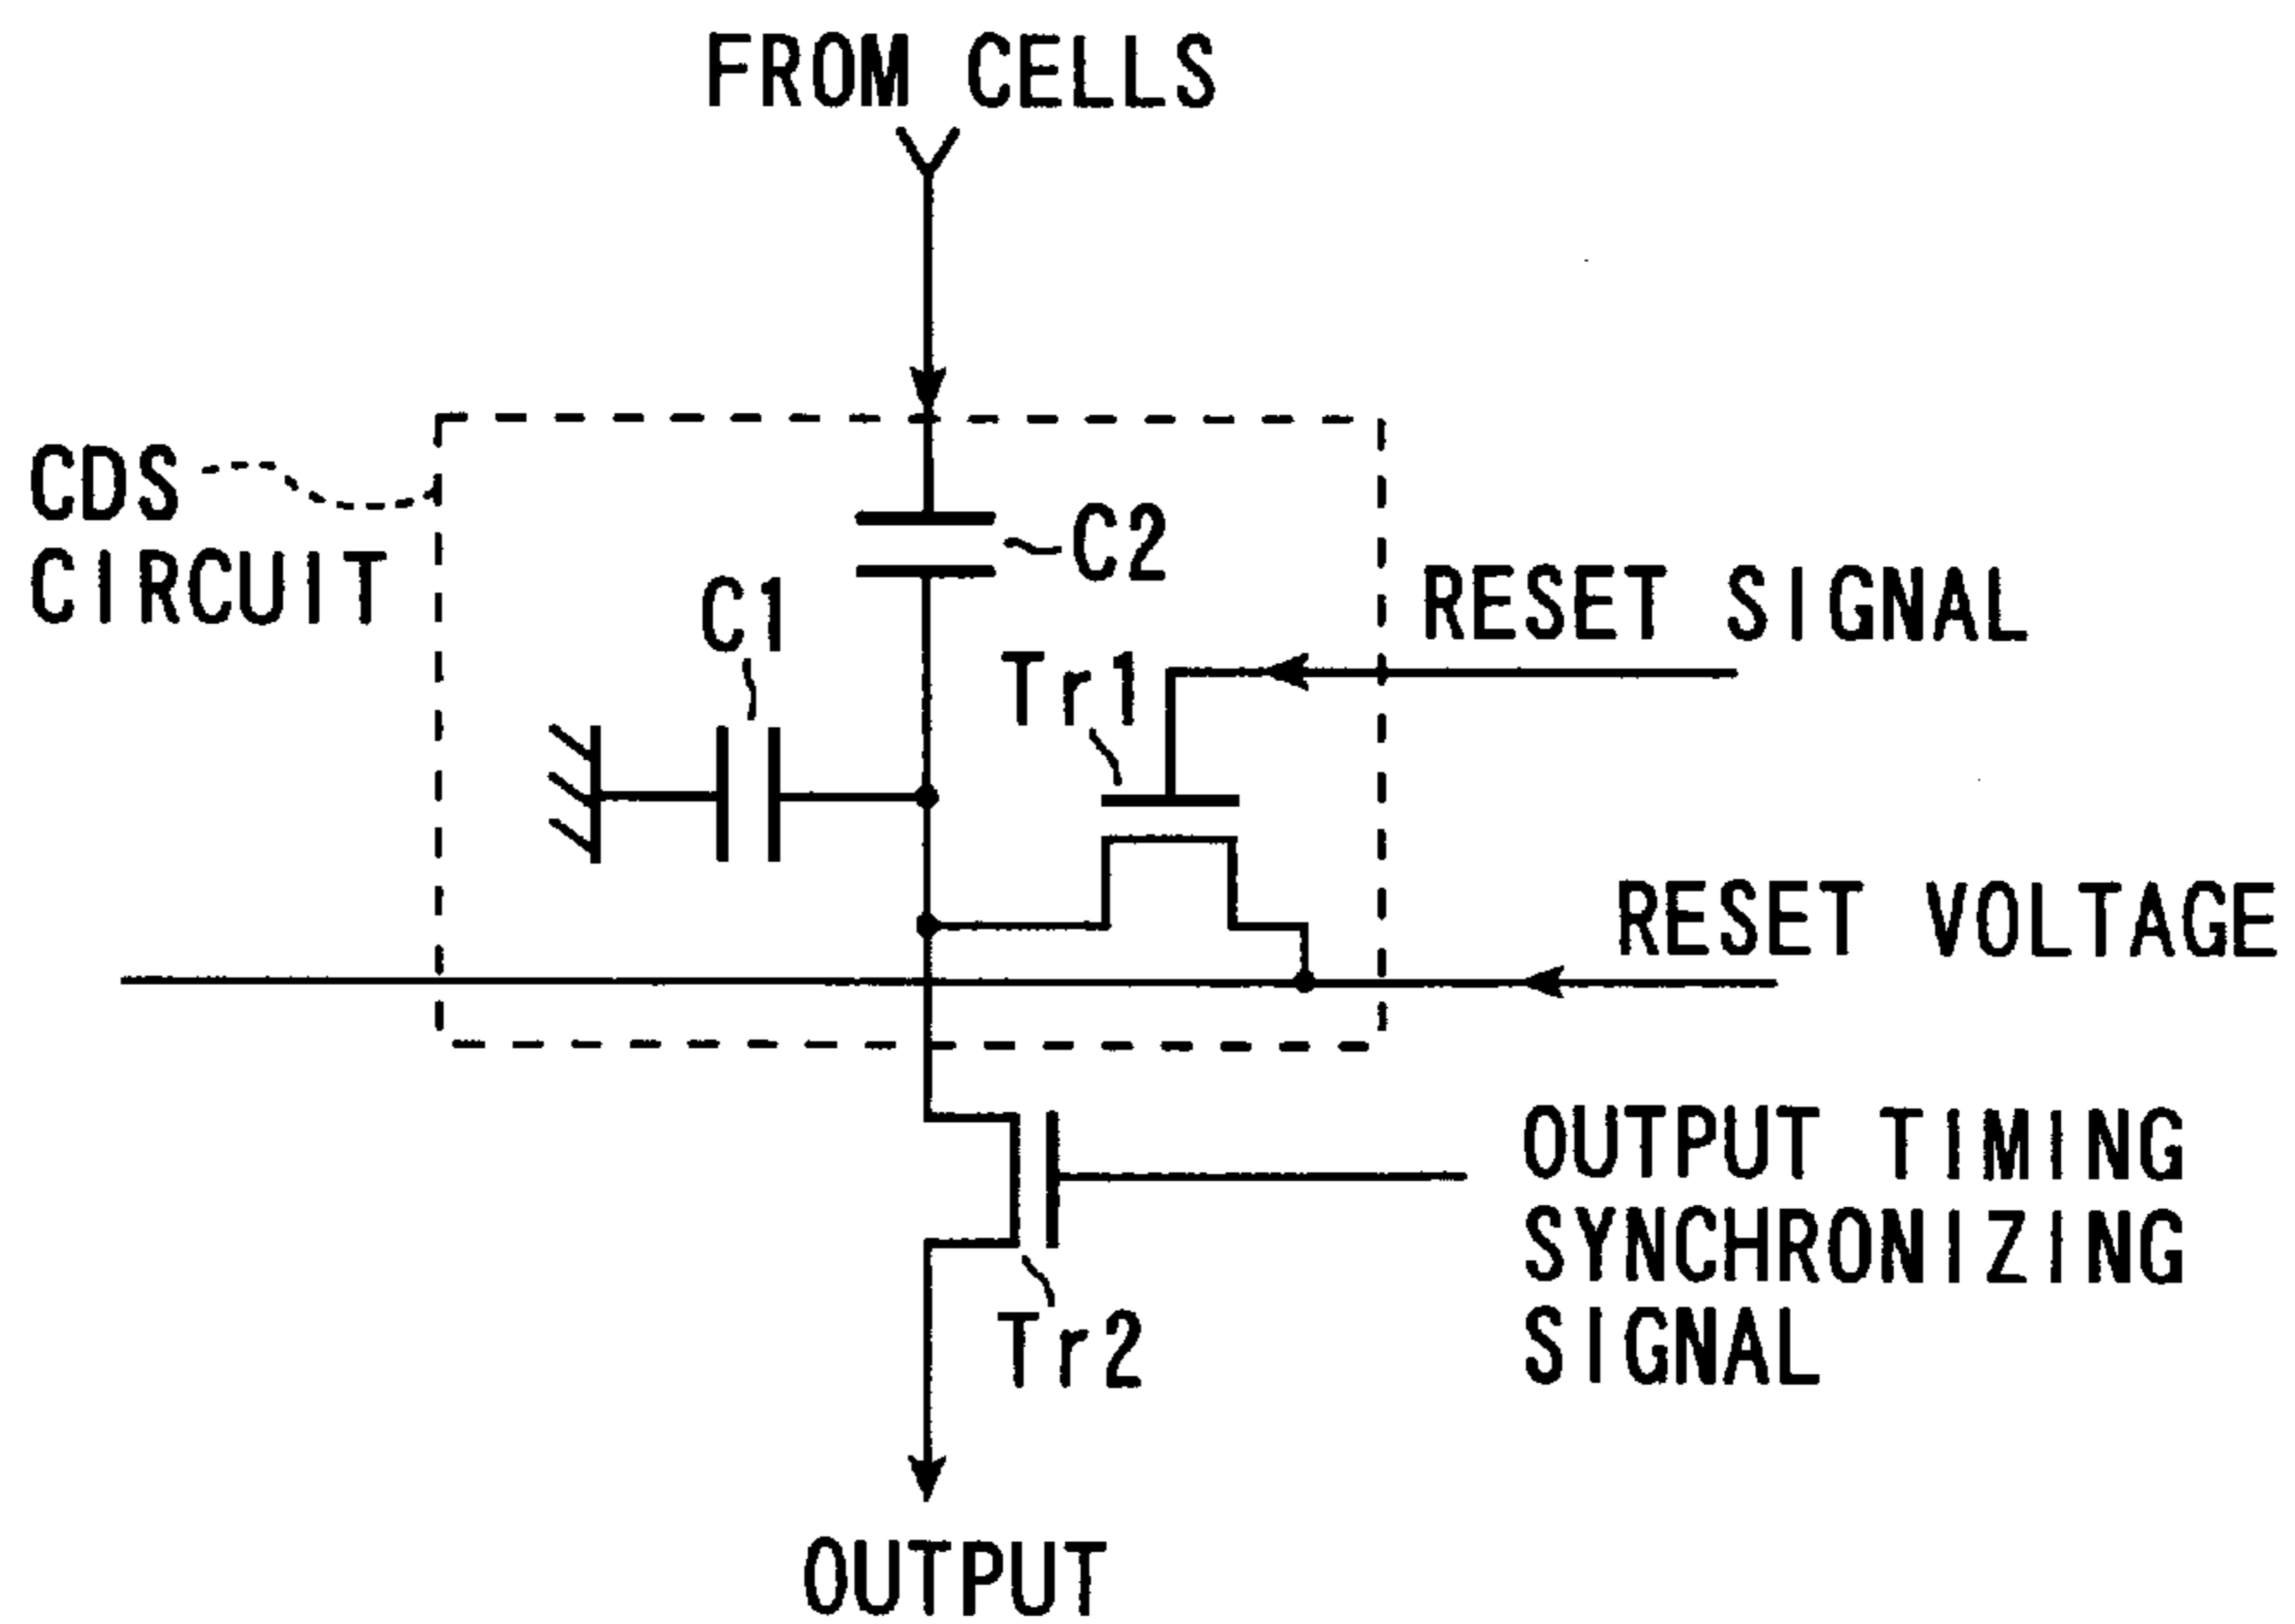 FROM CELLS
CDS
CIRCUIT
C2
C1
RESET SIGNAL
Tr1
RESET VOLTAGE
OUTPUT TIMING
SYNCHRONIZING
SIGNAL
Tr2
OUTPUT